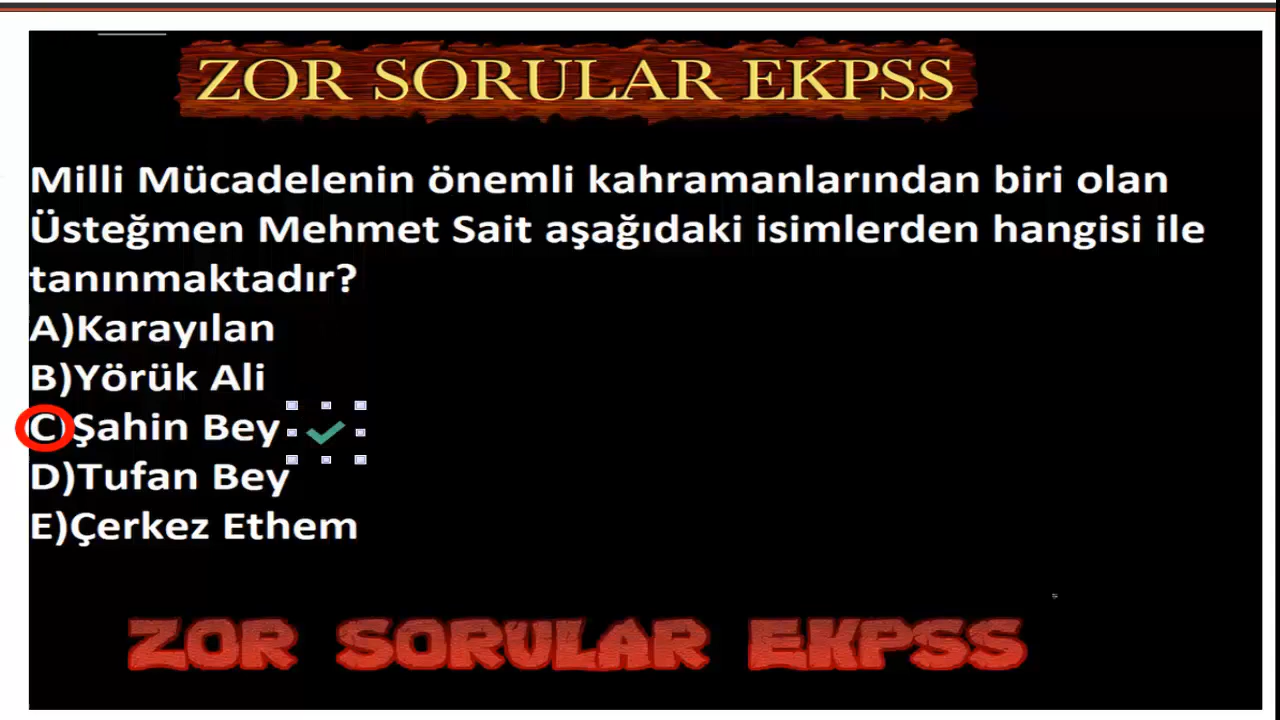 ZOR SORULAR EKPSS
Milli Mücadelenin önemli kahramanlarından biri olan
Üsteğmen Mehmet Sait aşağıdaki isimlerden hangisi ile
tanınmaktadır?
A)Karayılan
B)Yörük Ali
C)Şahin Bey
D)Tufan Bey
E)Çerkez Ethem
ZOR SORULAR EKPSS